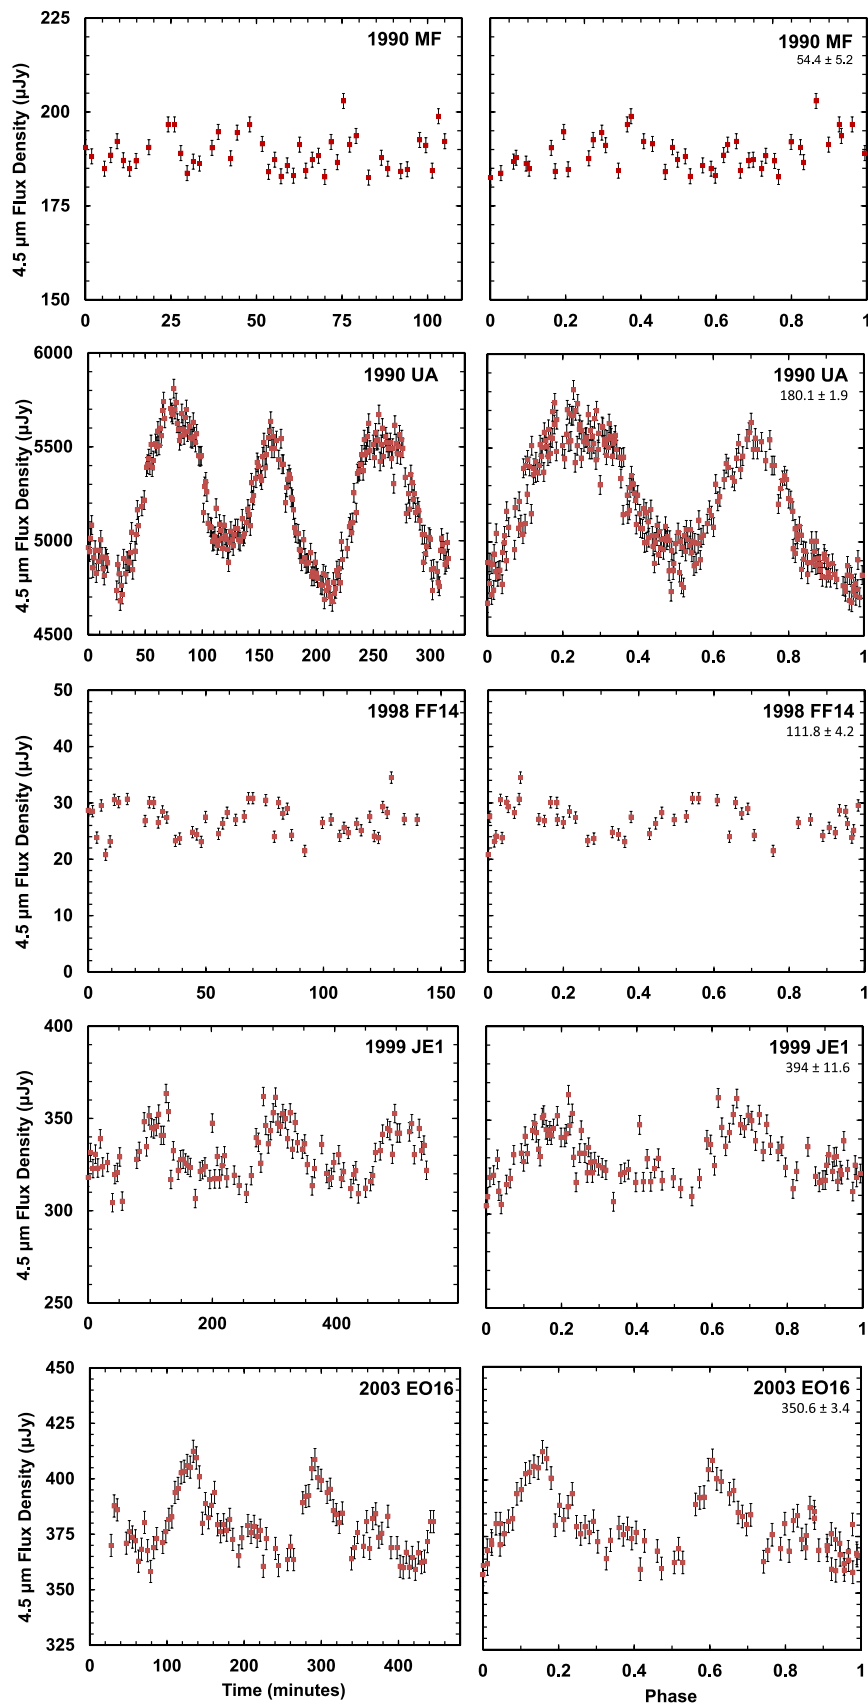 225
200
175
150
4.5 µm Flux Density (µJy)
1990 MF
0 25 50 75 100
1990 MF
54.4 ± 5.2
0 0.2 0.4 0.6 0.8 1
6000
5500
5000
4500
4.5 µm Flux Density (µJy)
1990 UA
0 50 100 150 200 250 300
1990 UA
180.1 ± 1.9
0 0.2 0.4 0.6 0.8 1
50
40
30
20
10
0
4.5 µm Flux Density (µJy)
1998 FF14
0 50 100 150
1998 FF14
111.8 ± 4.2
0 0.2 0.4 0.6 0.8 1
400
350
300
250
4.5 µm Flux Density (µJy)
1999 JE1
0 200 400
1999 JE1
394 ± 11.6
0 0.2 0.4 0.6 0.8 1
450
425
400
375
350
325
4.5 µm Flux Density (µJy)
2003 EO16
0 100 200 300 400
Time (minutes)
2003 EO16
350.6 ± 3.4
0 0.2 0.4 0.6 0.8 1
Phase